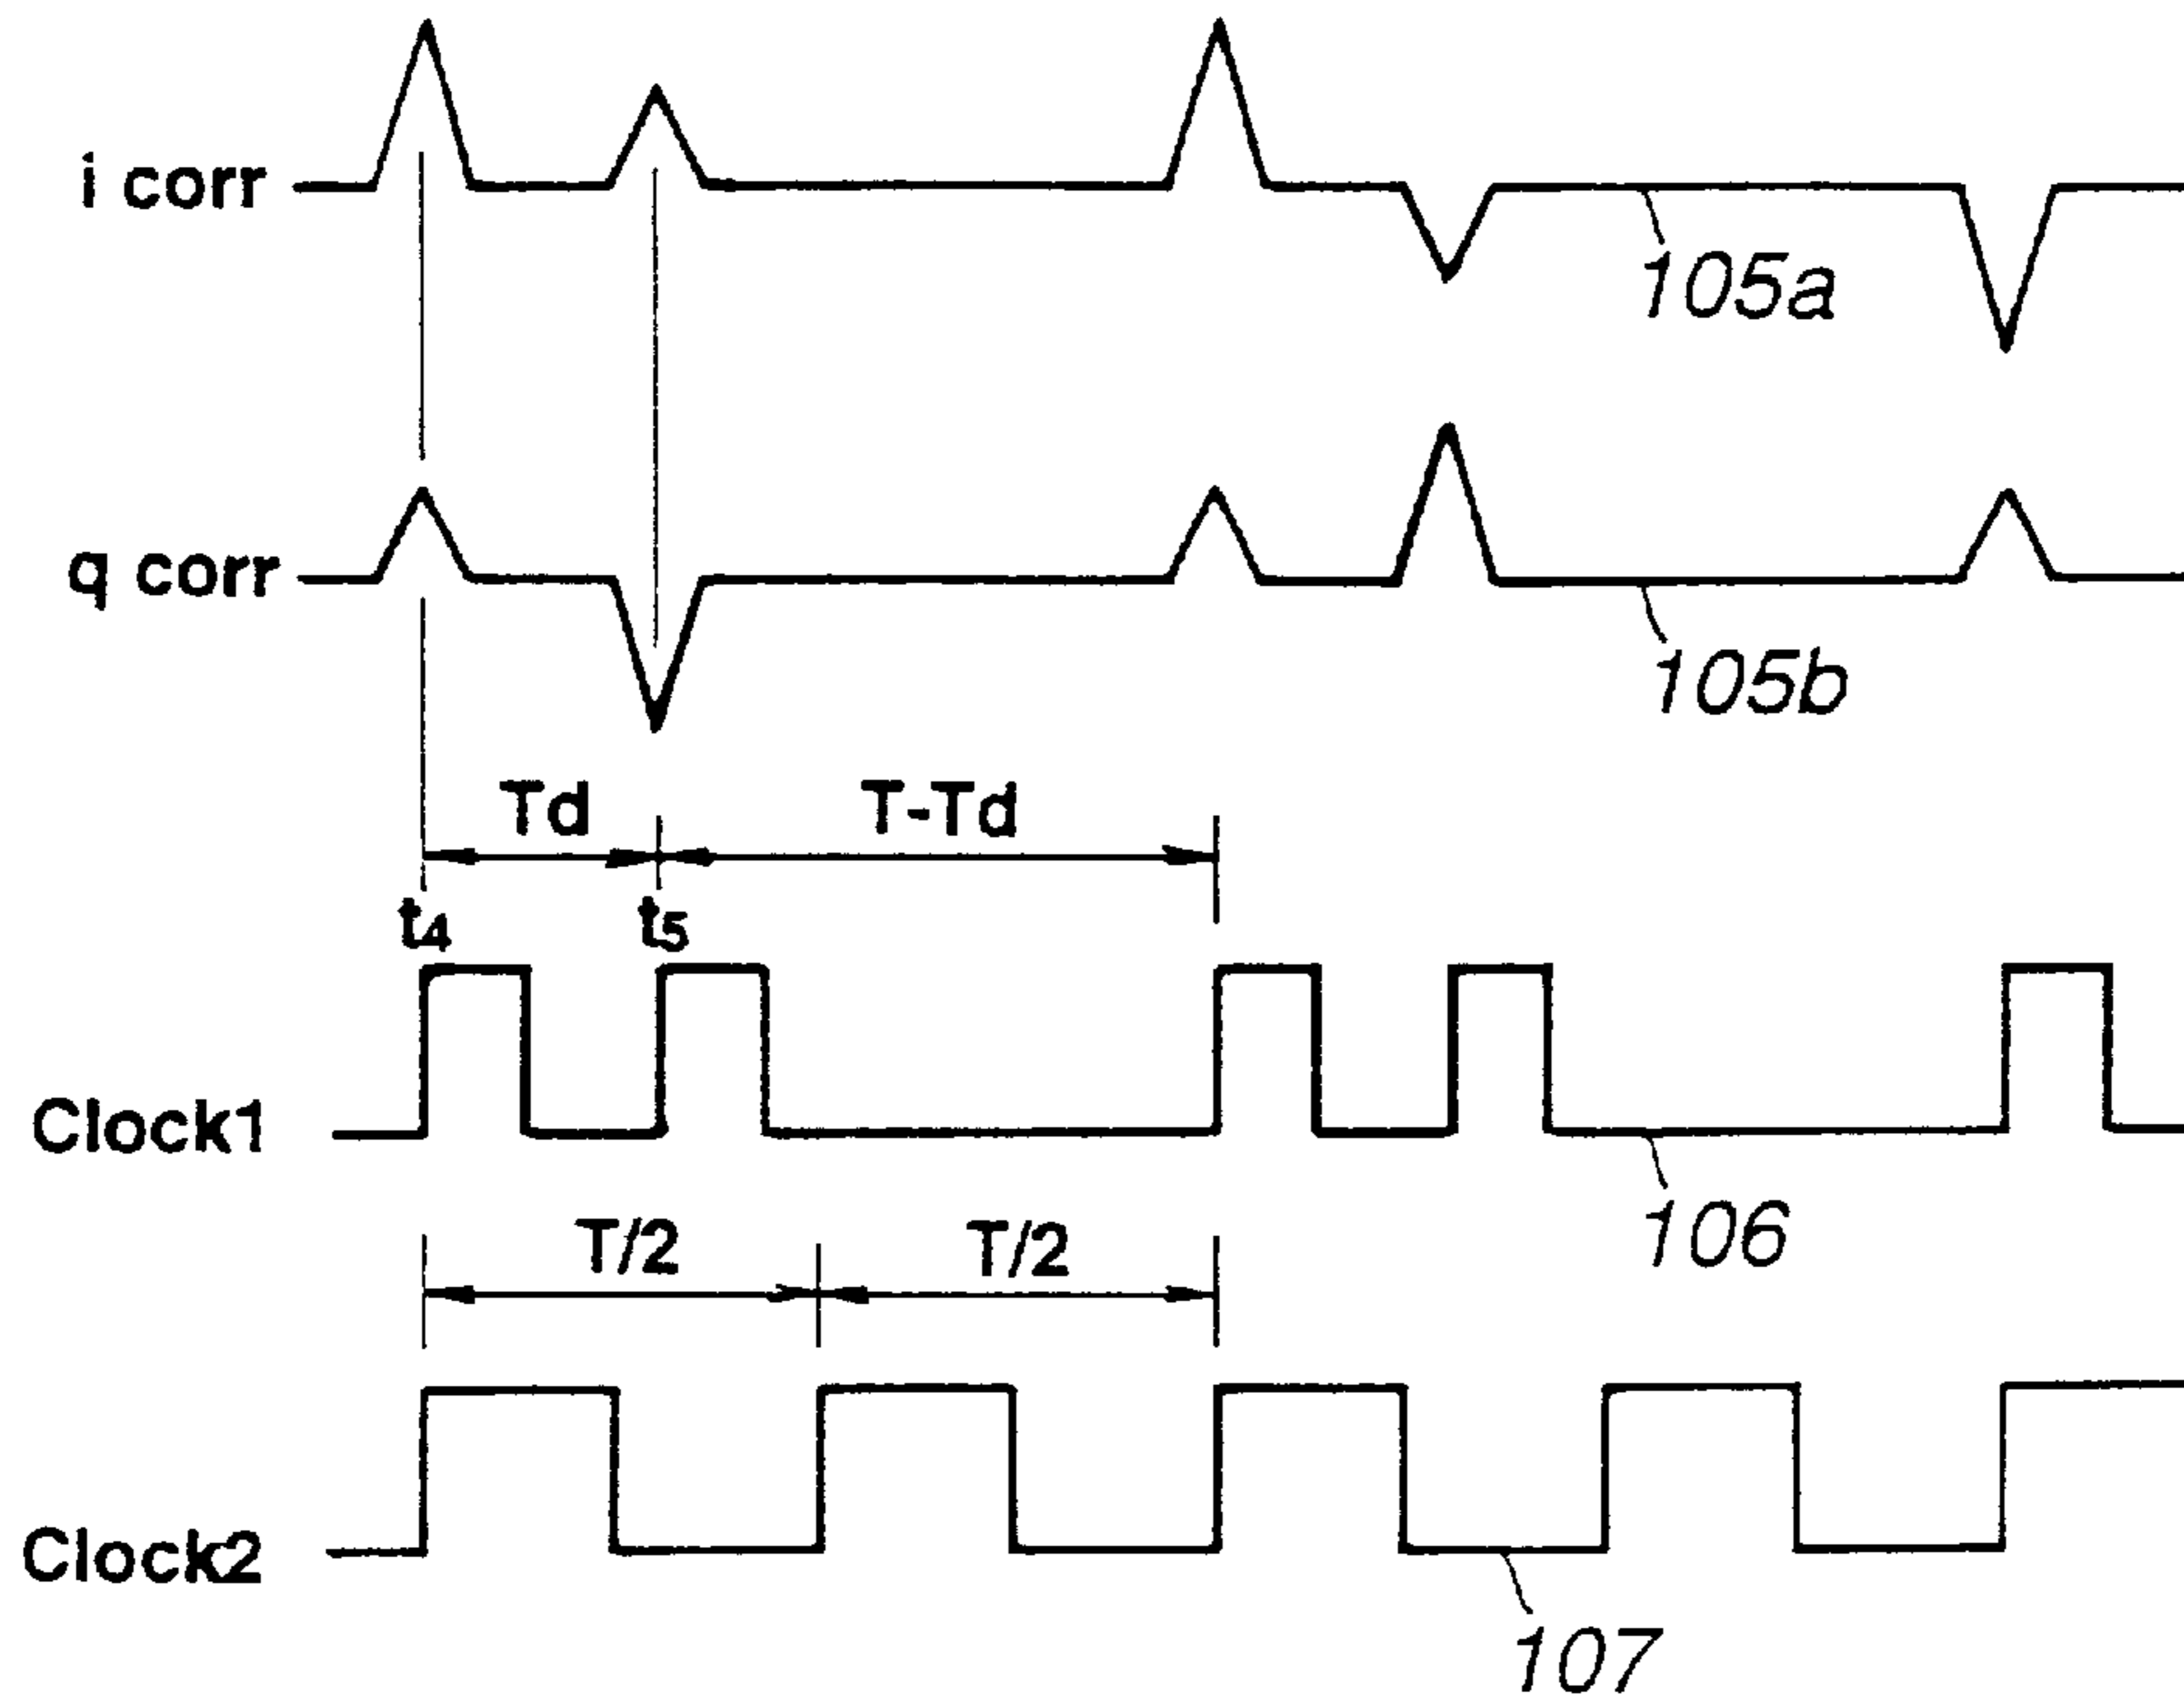 i corr
105a
q corr
105b
Td
T-Td
t4
t5
Clock1
106
T/2
T/2
Clock2
107